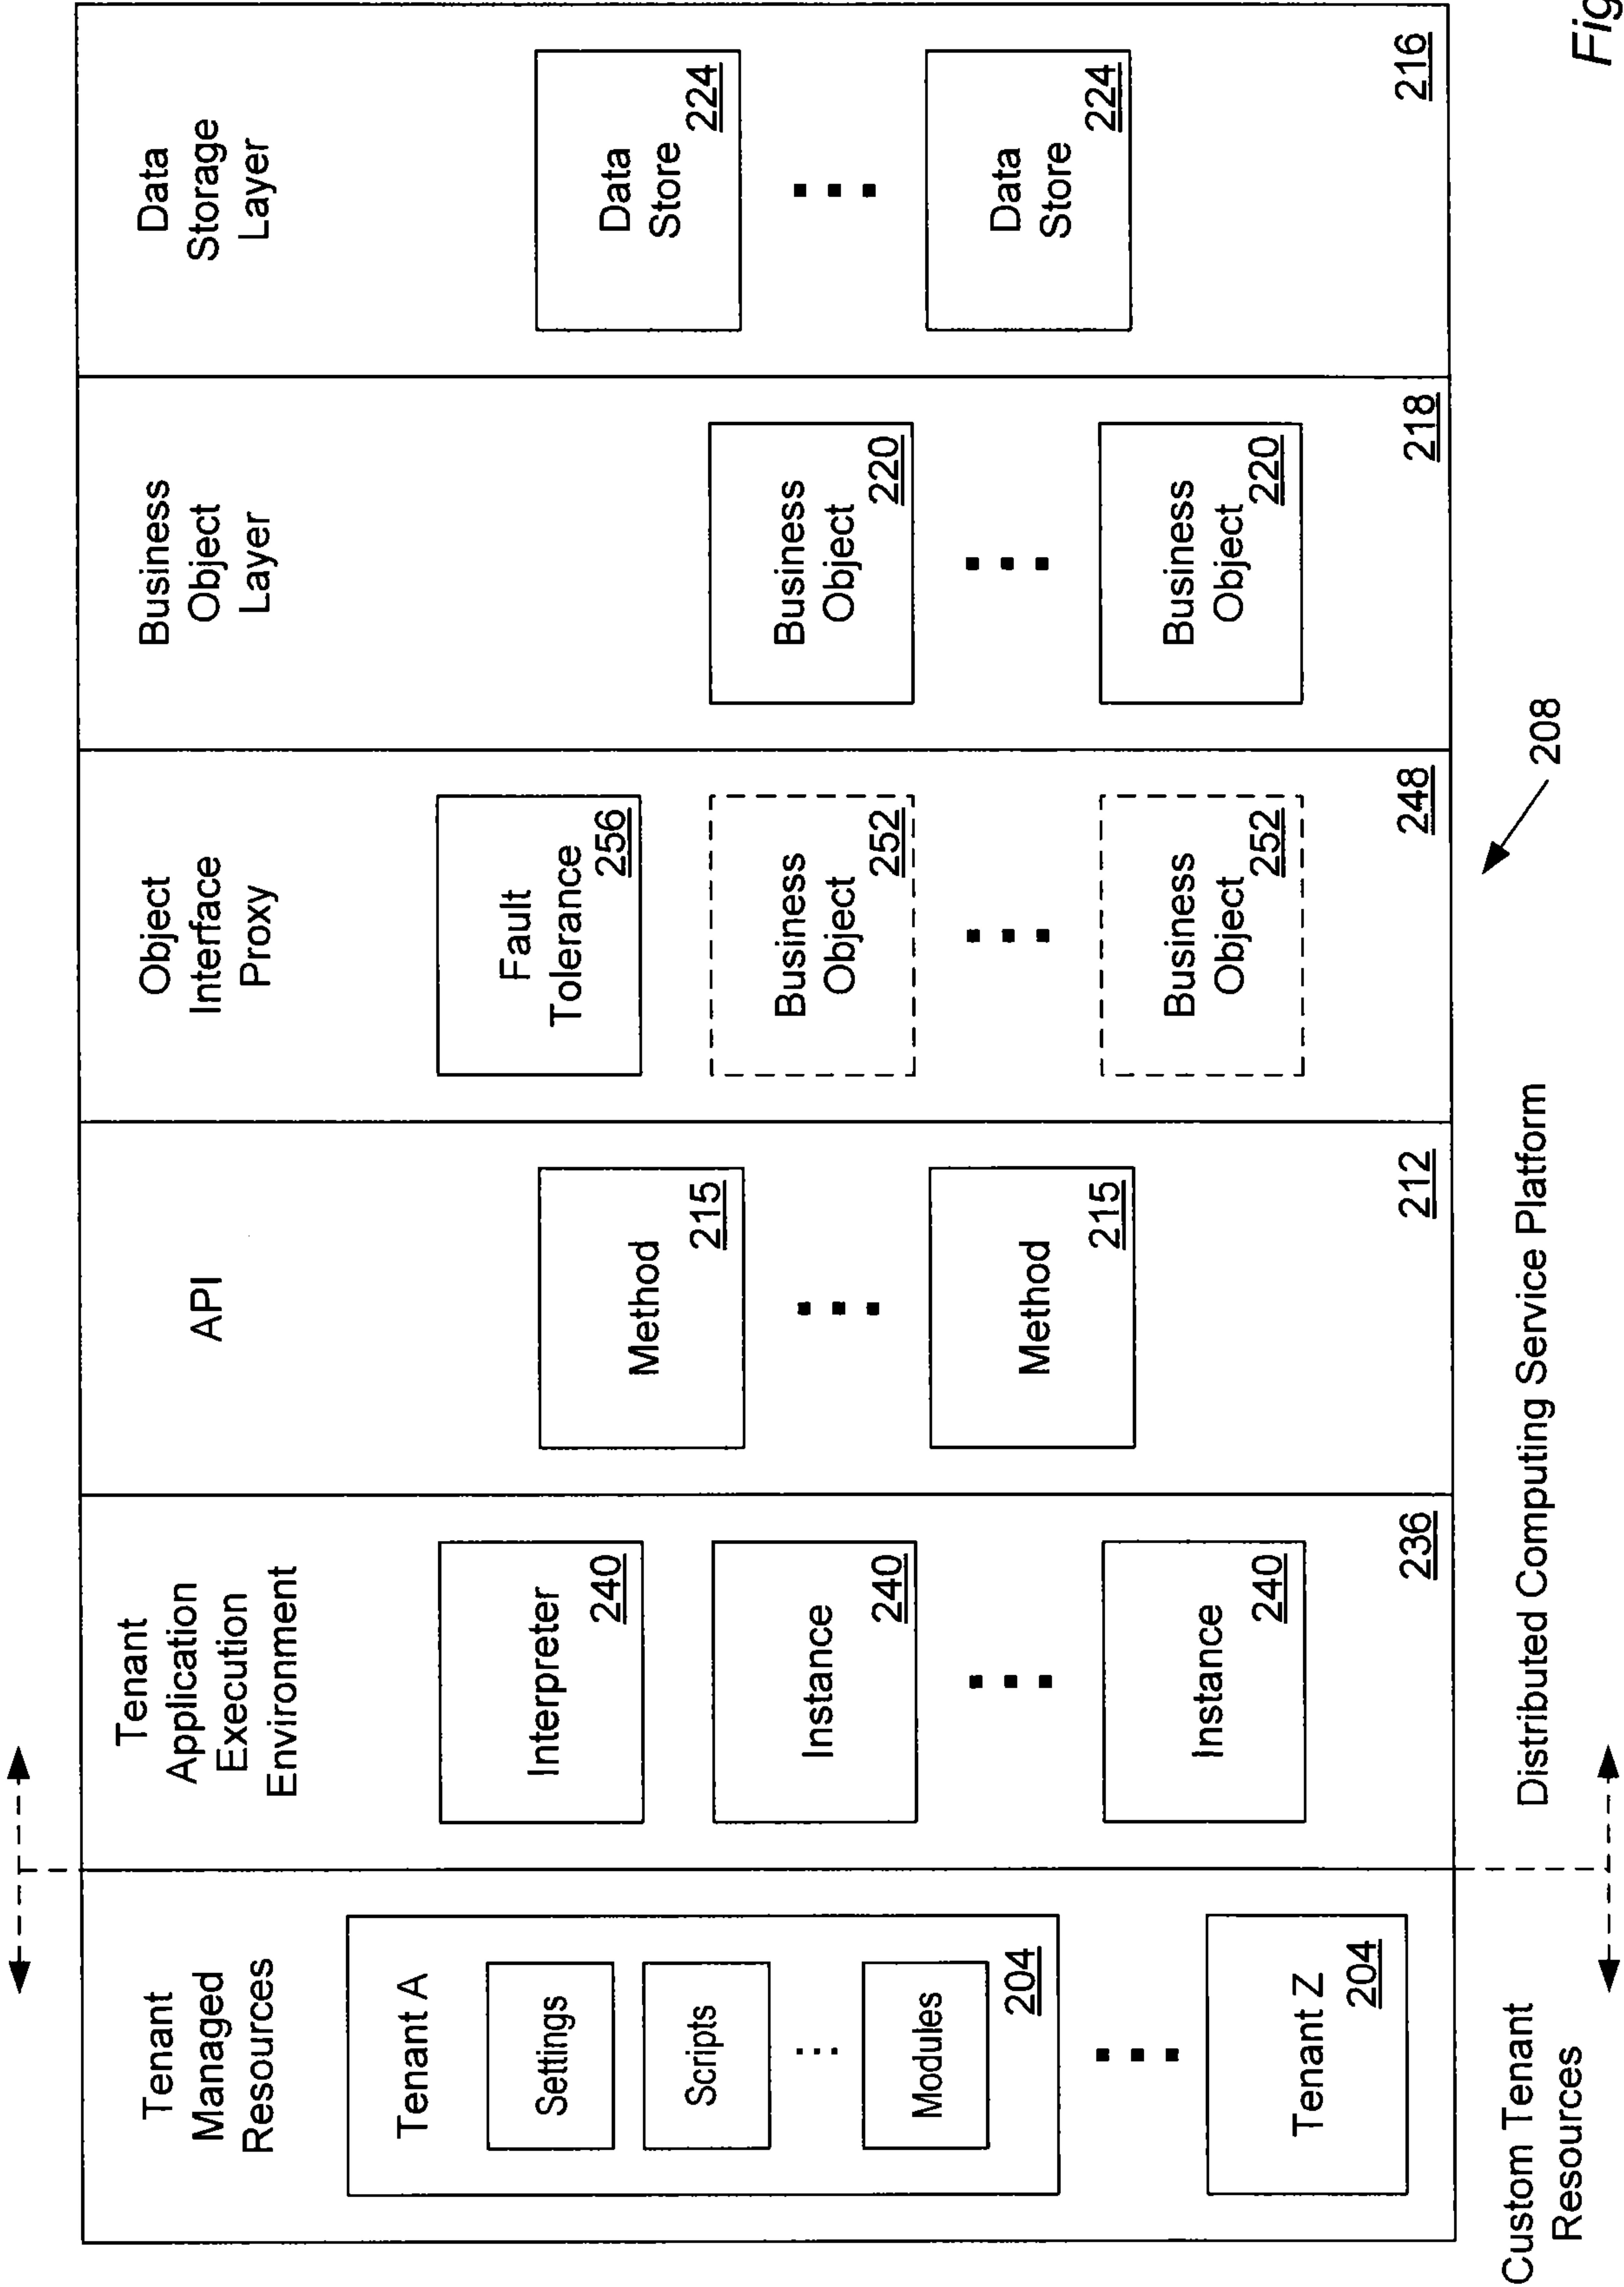 Tenant
Managed
Resources
Tenant A
Settings
Scripts
Modules
204
Tenant Z
204
Tenant
Application
Execution
Environment
Interpreter
240
Instance
240
Instance
240
236
API
Method
215
Method
215
212
Object
Interface
Proxy
Fault
Tolerance
256
Business
Object
252
Business
Object
252
248
Business
Object
Layer
Business
Object
220
Business
Object
220
218
Data
Storage
Layer
Data
Store
224
Data
Store
224
216
Custom Tenant
Resources
Distributed Computing Service Platform
208
Fig